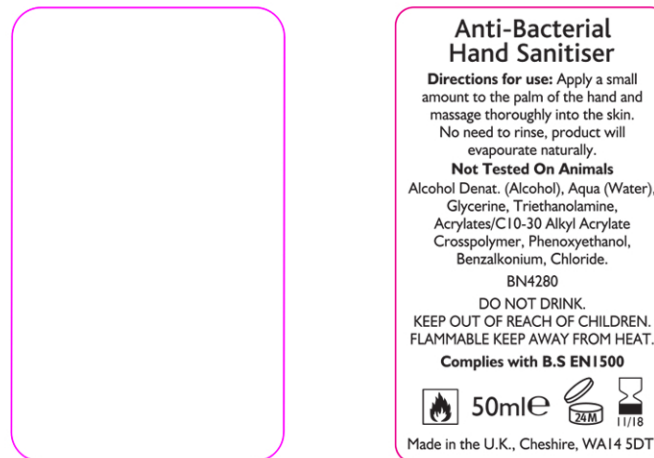 Anti-Bacterial
Hand Sanitiser
Directions for use: Apply a small
amount to the palm of the hand and
massage thoroughly into the skin.
No need to rinse, product will
evapourate naturally.
Not Tested On Animals
Alcohol Denat. (Alcohol), Aqua (Water),
Glycerine, Triethanolamine,
Acrylates/C10-30 Alkyl Acrylate
Crosspolymer, Phenoxyethanol,
Benzalkonium, Chloride.
BN4280
DO NOT DRINK.
KEEP OUT OF REACH OF CHILDREN.
FLAMMABLE KEEP AWAY FROM HEAT.
Complies with B.S EN1500
50ml℮ 24M
11/18
Made in the U.K., Cheshire, WA14 5DT